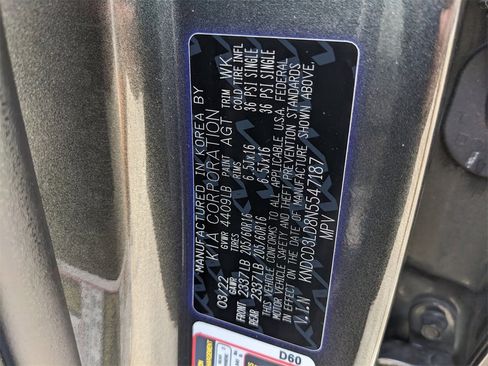 MANUFACTURED IN KOREA BY
KIA CORPORATION
03/22 GVWR 4409LB PAINT AGT TRIM WK
GAWR TIRES RIMS COLD TIRE INFL
FRONT 2337LB 205/60R16 6.5Jx16 36 PSI SINGLE
REAR 2337LB 205/60R16 6.5Jx16 36 PSI SINGLE
THIS VEHICLE CONFORMS TO ALL APPLICABLE U.S.A. FEDERAL
MOTOR VEHICLE SAFETY AND THEFT PREVENTION STANDARDS
IN EFFECT ON THE DATE OF MANUFACTURE SHOWN ABOVE.
V.I.N KNDCD3LD8N5547187
MPV
D60